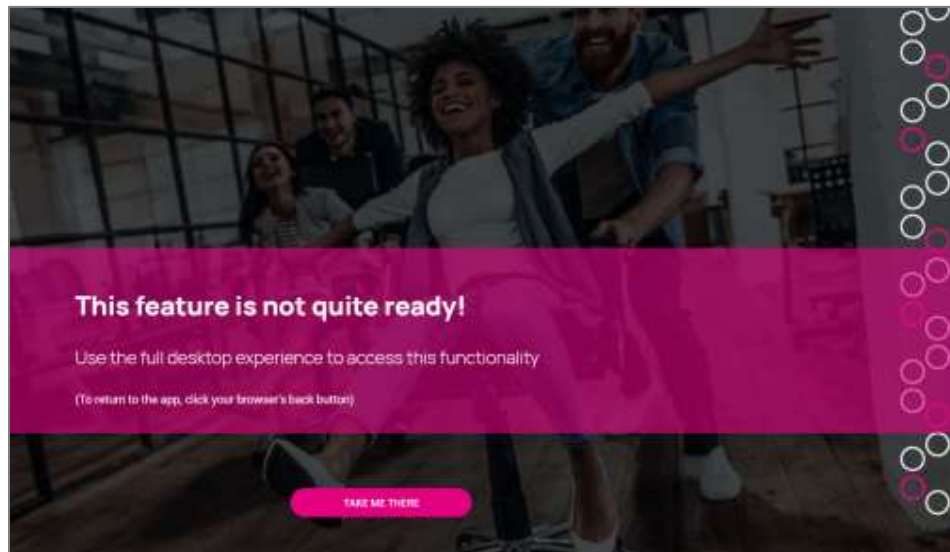 This feature is not quite ready!
Use the full desktop experience to access this functionality
(To return to the app, click your browser's back button)
TAKE ME THERE